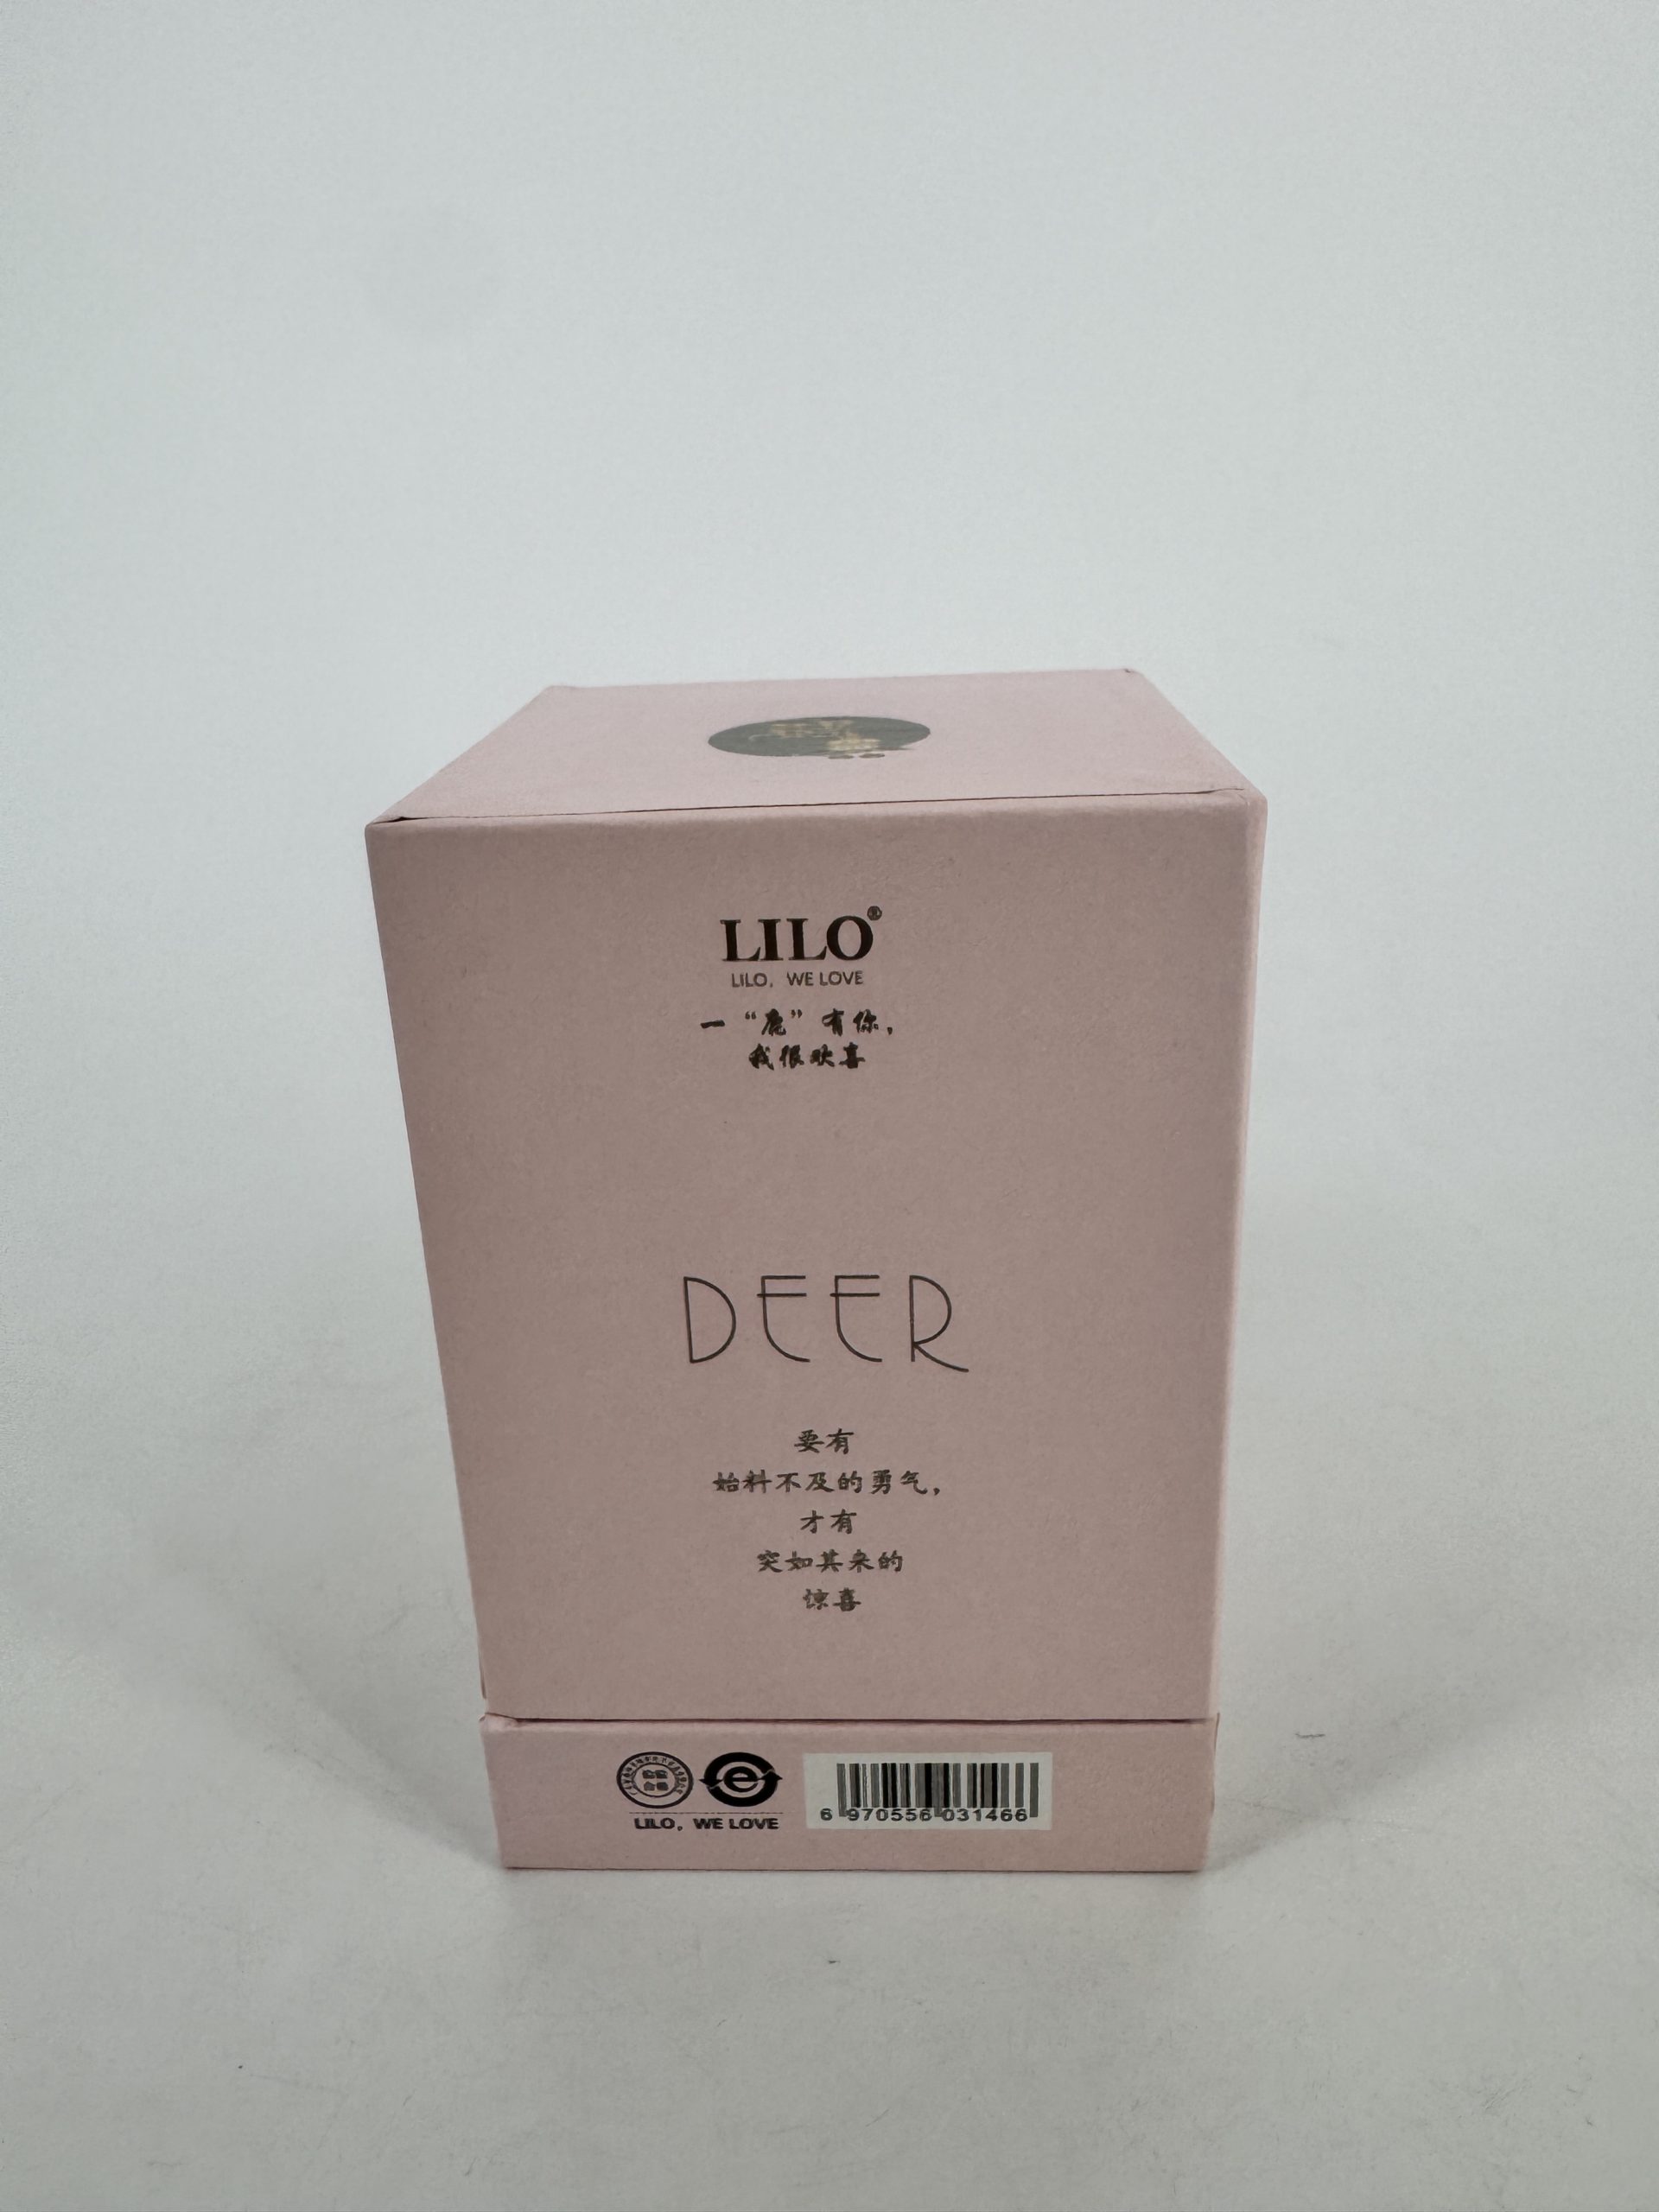 LILO®
LILO, WE LOVE
一“鹿”有你,
我很欢喜
DEER
要有
始料不及的勇气,
才有
突如其来的
惊喜
LILO, WE LOVE
6 970556 031466